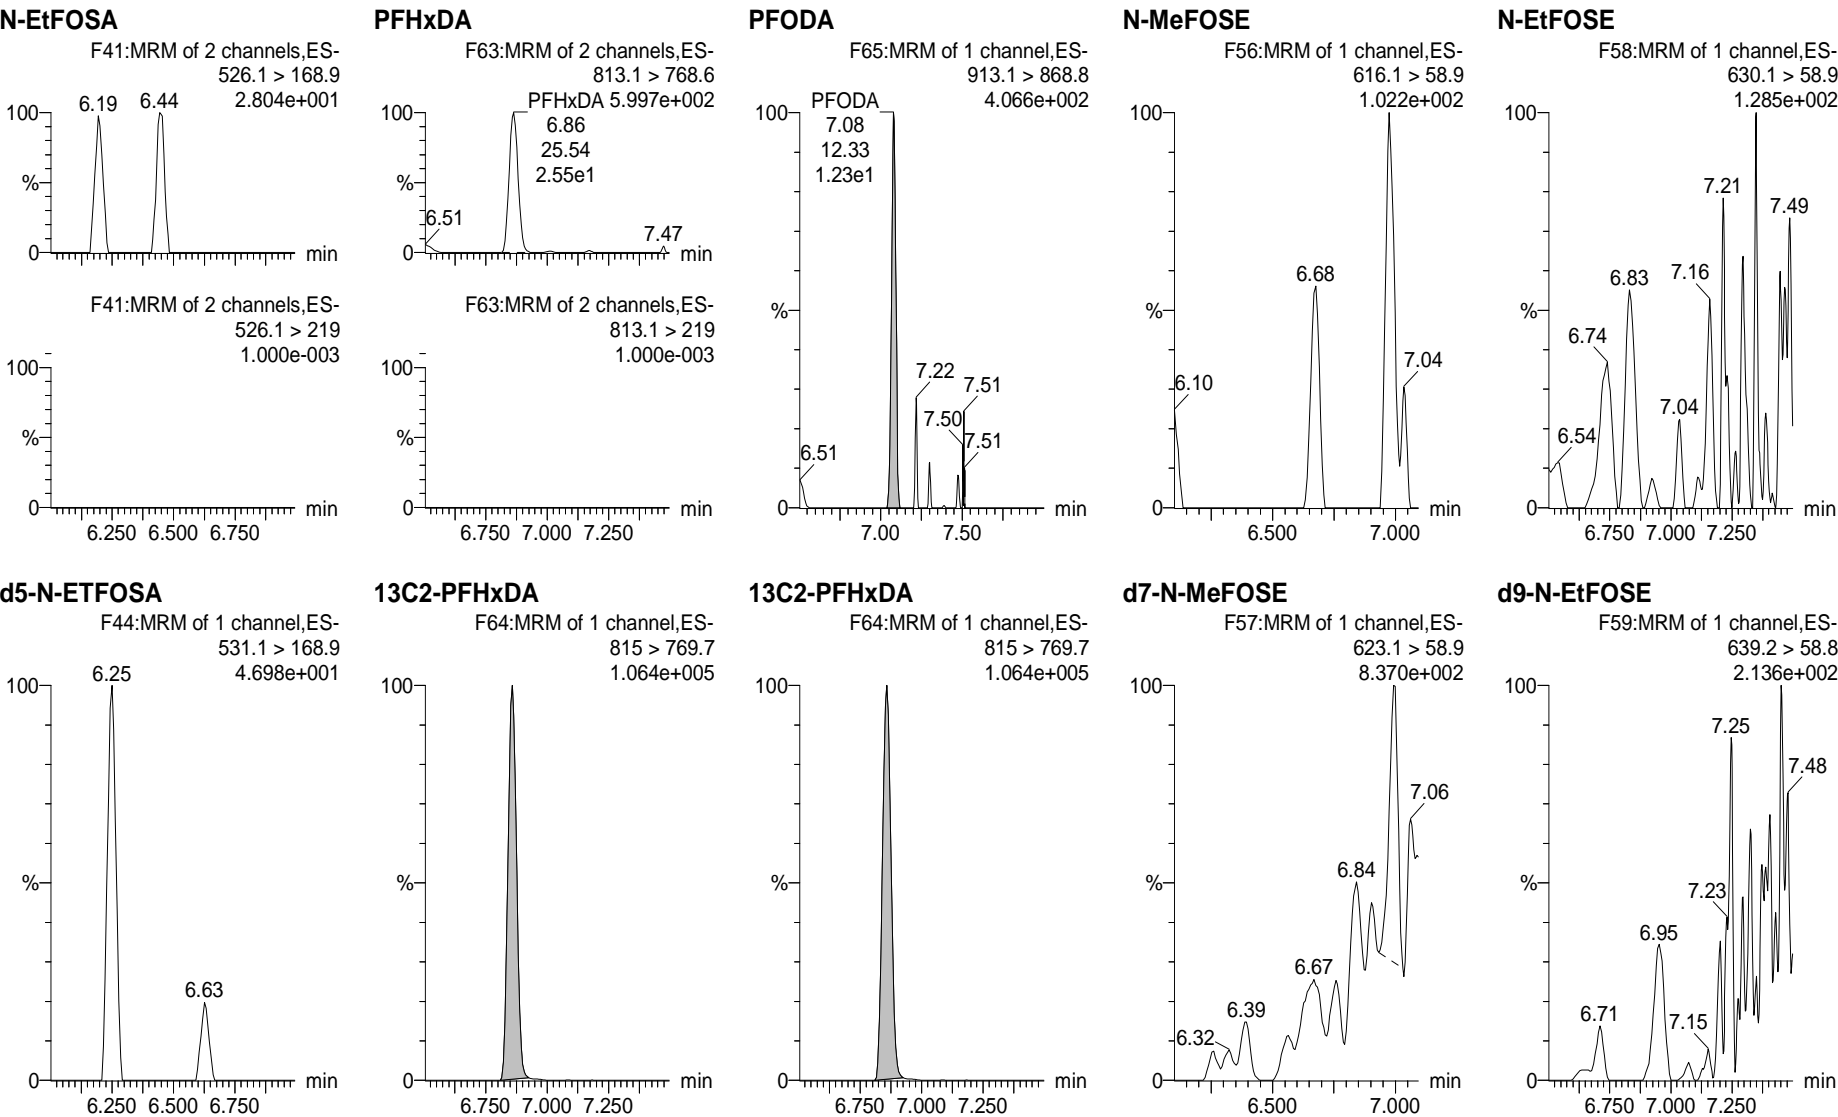 N-EtFOSA
F41:MRM of 2 channels,ES-
526.1 > 168.9
2.804e+001
100
6.19
6.44
%
0
min
F41:MRM of 2 channels,ES-
526.1 > 219
1.000e-003
100
%
0
min
6.250 6.500 6.750
PFHxDA
F63:MRM of 2 channels,ES-
813.1 > 768.6
PFHxDA 5.997e+002
100
6.86
25.54
2.55e1
%
6.51
7.47
0
min
F63:MRM of 2 channels,ES-
813.1 > 219
1.000e-003
100
%
0
min
6.750 7.000 7.250
PFODA
F65:MRM of 1 channel,ES-
913.1 > 868.8
4.066e+002
PFODA
100
7.08
12.33
1.23e1
%
7.22
7.51
7.50
7.51
6.51
0
min
7.00 7.50
N-MeFOSE
F56:MRM of 1 channel,ES-
616.1 > 58.9
1.022e+002
100
6.68
%
7.04
6.10
0
min
6.500 7.000
N-EtFOSE
F58:MRM of 1 channel,ES-
630.1 > 58.9
1.285e+002
100
7.21
7.49
7.16
6.83
%
6.74
7.04
6.54
0
min
6.750 7.000 7.250
d5-N-ETFOSA
F44:MRM of 1 channel,ES-
531.1 > 168.9
4.698e+001
6.25
100
%
6.63
0
min
6.250 6.500 6.750
13C2-PFHxDA
F64:MRM of 1 channel,ES-
815 > 769.7
1.064e+005
100
%
0
min
6.750 7.000 7.250
13C2-PFHxDA
F64:MRM of 1 channel,ES-
815 > 769.7
1.064e+005
100
%
0
min
6.750 7.000 7.250
d7-N-MeFOSE
F57:MRM of 1 channel,ES-
623.1 > 58.9
8.370e+002
100
7.06
6.84
%
6.67
6.39
6.32
0
min
6.500 7.000
d9-N-EtFOSE
F59:MRM of 1 channel,ES-
639.2 > 58.8
2.136e+002
100
7.25
7.48
%
7.23
6.95
6.71
7.15
0
min
6.750 7.000 7.250